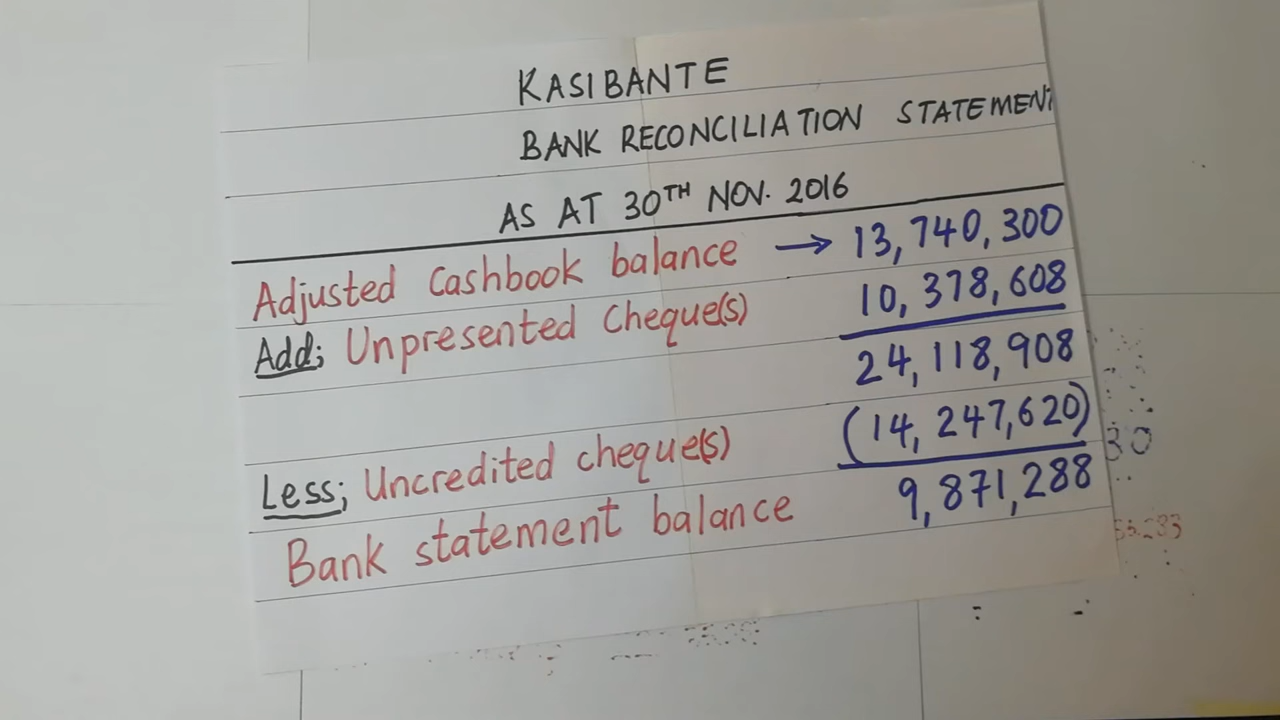 KASIBANTE
BANK RECONCILIATION STATEMENT
AS AT 30TH NOV. 2016
Adjusted Cashbook balance → 13,740,300
Add; Unpresented Cheque(s) 10,378,608
24,118,908
Less; Uncredited cheque(s) (14,247,620)
Bank statement balance 9,871,288
30